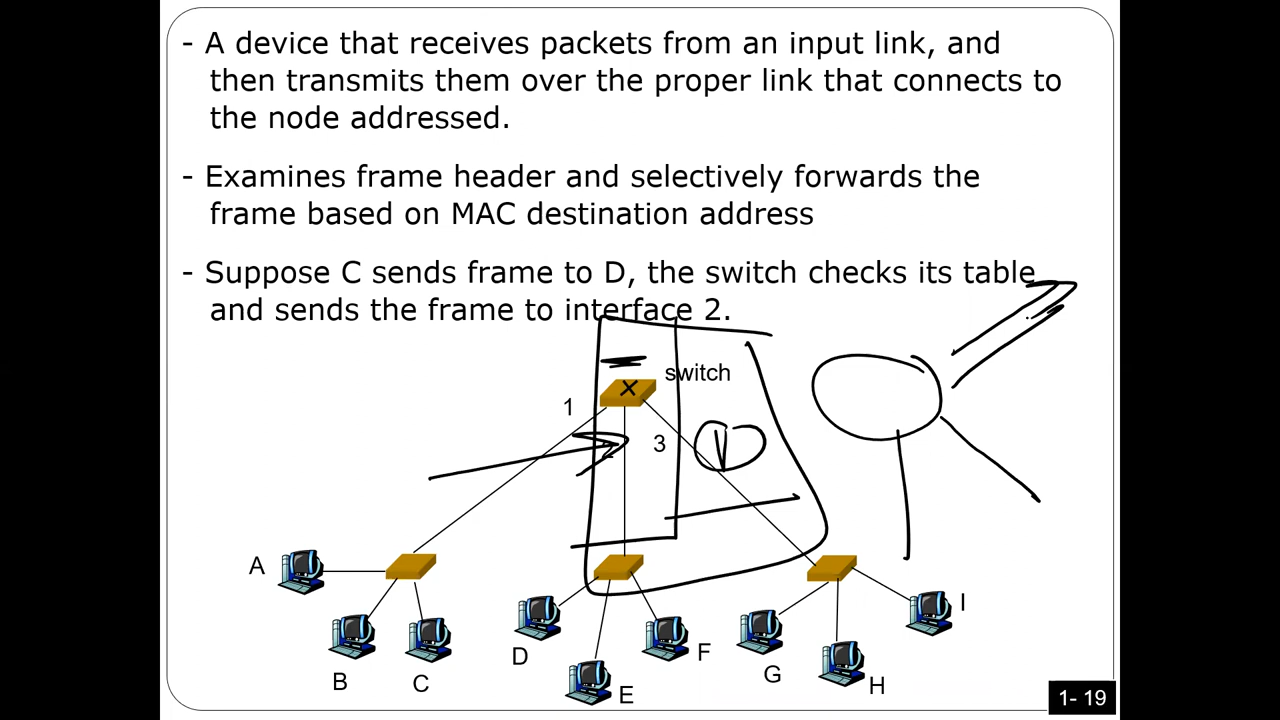 - A device that receives packets from an input link, and
then transmits them over the proper link that connects to
the node addressed.
- Examines frame header and selectively forwards the
frame based on MAC destination address
- Suppose C sends frame to D, the switch checks its table
and sends the frame to interface 2.
switch
1
3
A
B
C
D
E
F
G
H
I
1- 19